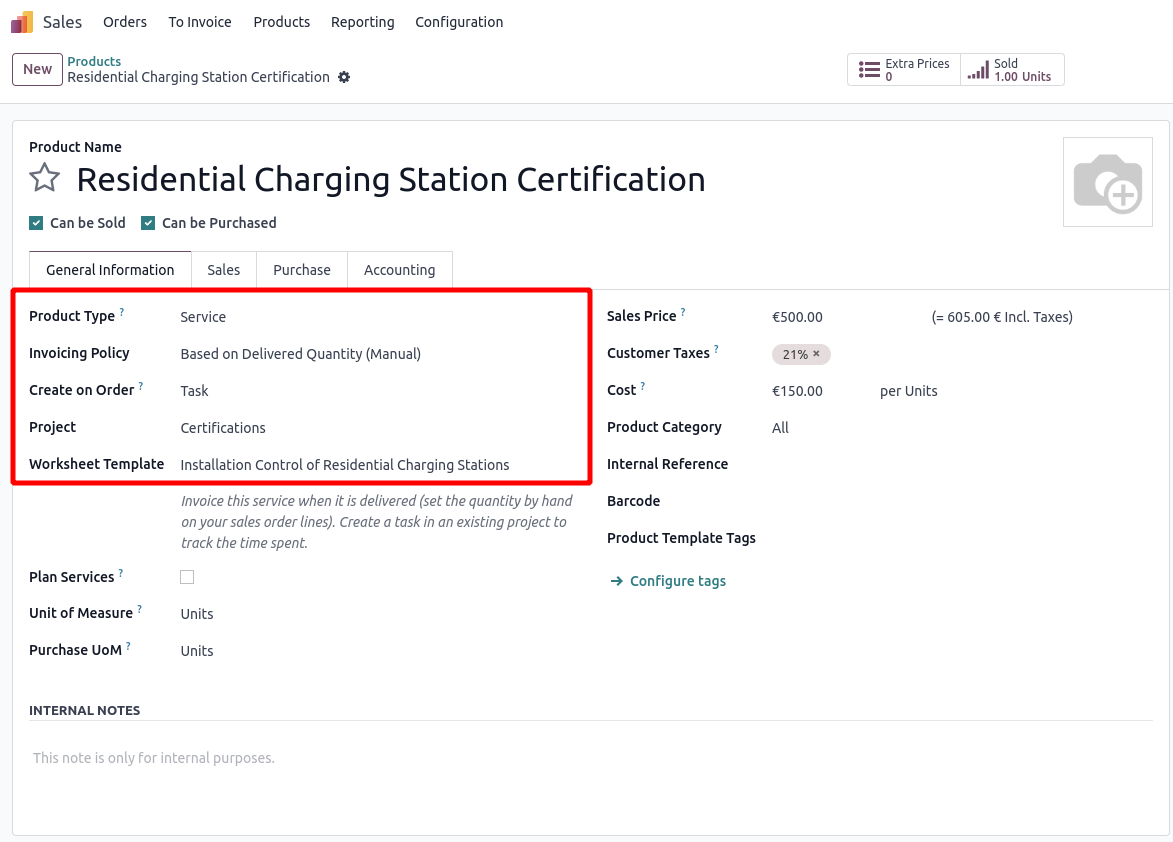 Sales Orders To Invoice Products Reporting Configuration
New
Products
Residential Charging Station Certification
Extra Prices
0
Sold
1.00 Units
Product Name
Residential Charging Station Certification
Can be Sold Can be Purchased
General Information Sales Purchase Accounting
Product Type ? Service
Invoicing Policy Based on Delivered Quantity (Manual)
Create on Order ? Task
Project Certifications
Worksheet Template Installation Control of Residential Charging Stations
Invoice this service when it is delivered (set the quantity by hand
on your sales order lines). Create a task in an existing project to
track the time spent.
Plan Services ?
Unit of Measure ? Units
Purchase UoM ? Units
Sales Price ? €500.00 (= 605.00 € Incl. Taxes)
Customer Taxes ? 21% ×
Cost ? €150.00 per Units
Product Category All
Internal Reference
Barcode
Product Template Tags
→ Configure tags
INTERNAL NOTES
This note is only for internal purposes.